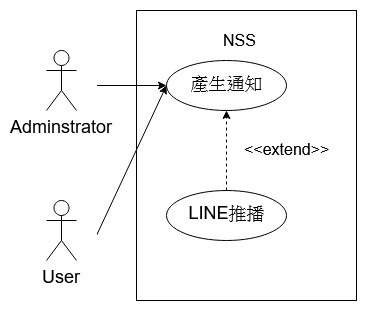 NSS
產生通知
Adminstrator
<<extend>>
LINE推播
User